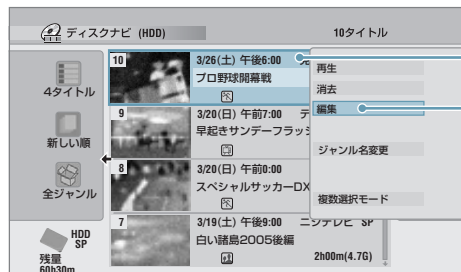 ディスクナビ (HDD)
10タイトル
4タイトル
新しい順
全ジャンル
HDD
SP
残量
60h30m
10
3/26(土) 午後6:00
プロ野球開幕戦
9
3/20(日) 午前7:00 テ
早起きサンデーフラッシ
8
3/20(日) 午前0:00
スペシャルサッカーDX
7
3/19(土) 午後9:00 ニジテレビ SP
白い諸島2005後編
2h00m(4.7G)
再生
消去
編集
ジャンル名変更
複数選択モード